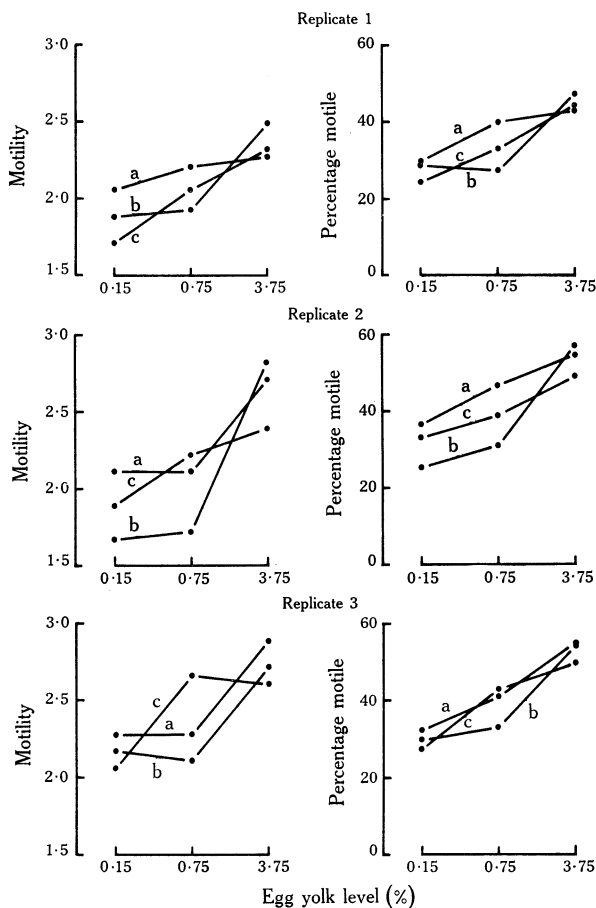 Replicate 1
3·0
2·5
2·0
1·5
Motility
a
b
c
0·15 0·75 3·75
60
40
20
0
Percentage motile
a
c
b
0·15 0·75 3·75
Replicate 2
3·0
2·5
2·0
1·5
Motility
a
c
b
0·15 0·75 3·75
60
40
20
0
Percentage motile
a
c
b
0·15 0·75 3·75
Replicate 3
3·0
2·5
2·0
1·5
Motility
c
a
b
0·15 0·75 3·75
60
40
20
0
Percentage motile
a
c
b
0·15 0·75 3·75
Egg yolk level (%)